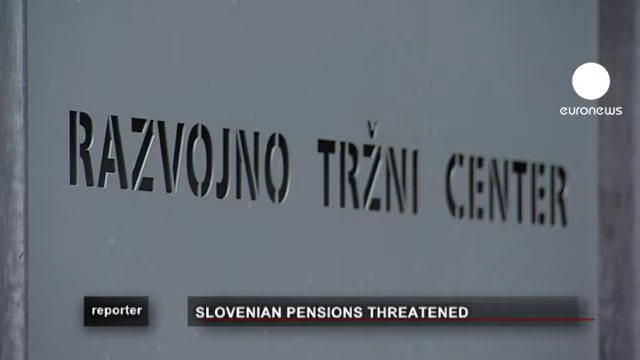 euronews
RAZVOJNO TRŽNI CENTER
reporter
SLOVENIAN PENSIONS THREATENED